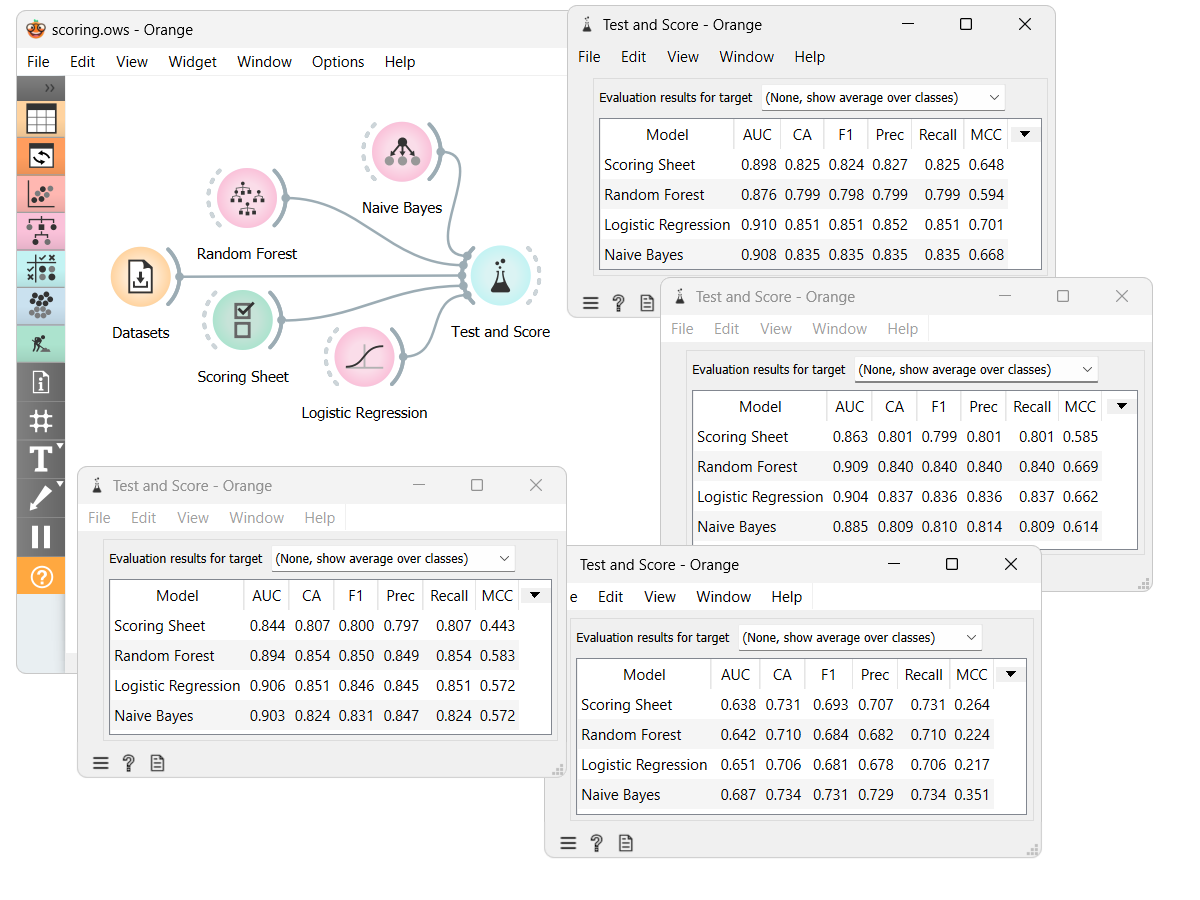 scoring.ows - Orange
File Edit View Widget Window Options Help
Naive Bayes
Random Forest
Datasets
Test and Score
Scoring Sheet
Logistic Regression
Test and Score - Orange
File Edit View Window Help
Evaluation results for target (None, show average over classes)
Model AUC CA F1 Prec Recall MCC
Scoring Sheet 0.898 0.825 0.824 0.827 0.825 0.648
Random Forest 0.876 0.799 0.798 0.799 0.799 0.594
Logistic Regression 0.910 0.851 0.851 0.852 0.851 0.701
Naive Bayes 0.908 0.835 0.835 0.835 0.835 0.668
Test and Score - Orange
File Edit View Window Help
Evaluation results for target (None, show average over classes)
Model AUC CA F1 Prec Recall MCC
Scoring Sheet 0.863 0.801 0.799 0.801 0.801 0.585
Random Forest 0.909 0.840 0.840 0.840 0.840 0.669
Logistic Regression 0.904 0.837 0.836 0.836 0.837 0.662
Naive Bayes 0.885 0.809 0.810 0.814 0.809 0.614
Test and Score - Orange
File Edit View Window Help
Evaluation results for target (None, show average over classes)
Model AUC CA F1 Prec Recall MCC
Scoring Sheet 0.844 0.807 0.800 0.797 0.807 0.443
Random Forest 0.894 0.854 0.850 0.849 0.854 0.583
Logistic Regression 0.906 0.851 0.846 0.845 0.851 0.572
Naive Bayes 0.903 0.824 0.831 0.847 0.824 0.572
Test and Score - Orange
e Edit View Window Help
Evaluation results for target (None, show average over classes)
Model AUC CA F1 Prec Recall MCC
Scoring Sheet 0.638 0.731 0.693 0.707 0.731 0.264
Random Forest 0.642 0.710 0.684 0.682 0.710 0.224
Logistic Regression 0.651 0.706 0.681 0.678 0.706 0.217
Naive Bayes 0.687 0.734 0.731 0.729 0.734 0.351